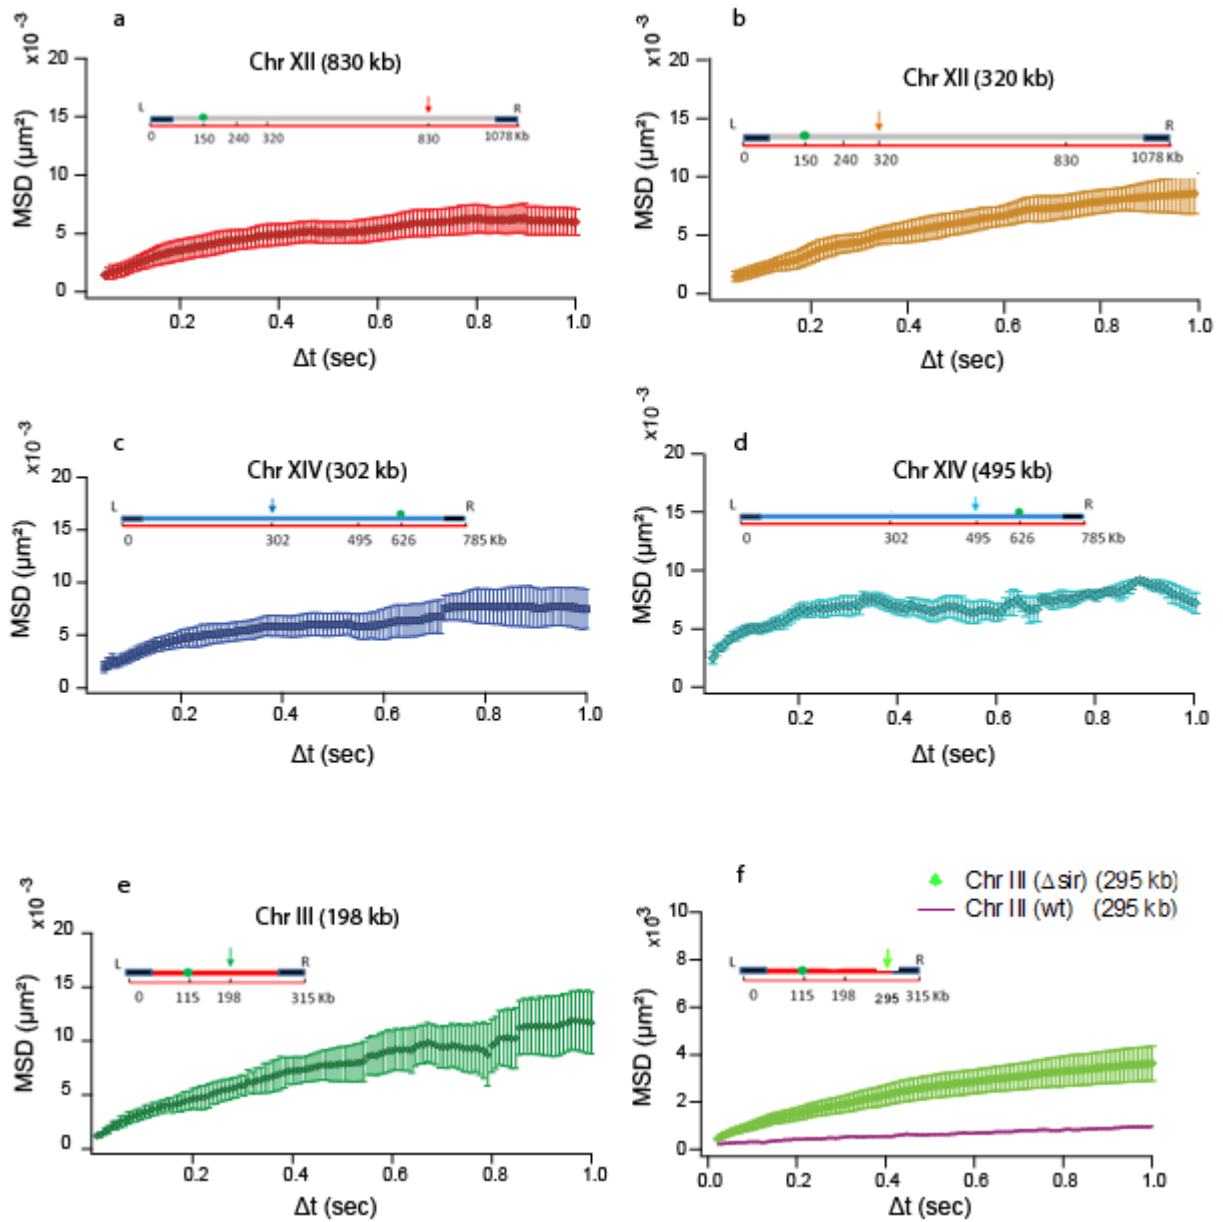 a
x10 -3
20
15
10
5
0
MSD (µm²)
Chr XII (830 kb)
L R
0 150 240 320 830 1078 Kb
0.2 0.4 0.6 0.8 1.0
Δt (sec)
b
x10 -3
20
15
10
5
0
MSD (µm²)
Chr XII (320 kb)
L R
0 150 240 320 830 1078 Kb
0.2 0.4 0.6 0.8 1.0
Δt (sec)
c
x10 -3
20
15
10
5
0
MSD (µm²)
Chr XIV (302 kb)
L R
0 302 495 626 785 Kb
0.2 0.4 0.6 0.8 1.0
Δt (sec)
d
x10 -3
20
15
10
5
0
MSD (µm²)
Chr XIV (495 kb)
L R
0 302 495 626 785 Kb
0.2 0.4 0.6 0.8 1.0
Δt (sec)
e
x10 -3
20
15
10
5
0
MSD (µm²)
Chr III (198 kb)
L R
0 115 198 315 Kb
0.2 0.4 0.6 0.8 1.0
Δt (sec)
f
Chr III (Δsir) (295 kb)
Chr III (wt) (295 kb)
x10 -3
10
8
6
4
2
0
MSD (µm²)
L R
0 115 198 295 315 Kb
0.0 0.2 0.4 0.6 0.8 1.0
Δt (sec)